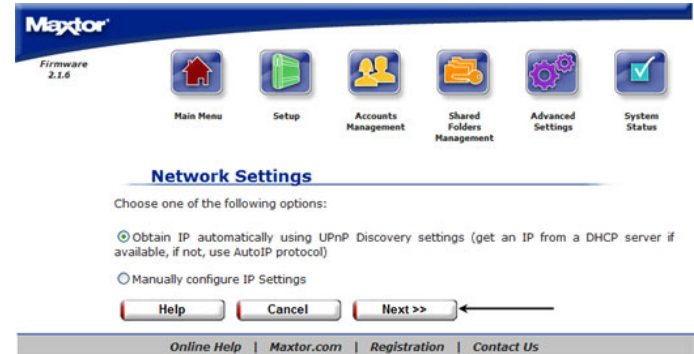 Maxtor
Firmware
2.1.6
Main Menu
Setup
Accounts
Management
Shared
Folders
Management
Advanced
Settings
System
Status
Network Settings
Choose one of the following options:
Obtain IP automatically using UPnP Discovery settings (get an IP from a DHCP server if
available, if not, use AutoIP protocol)
Manually configure IP Settings
Help
Cancel
Next >>
Online Help | Maxtor.com | Registration | Contact Us